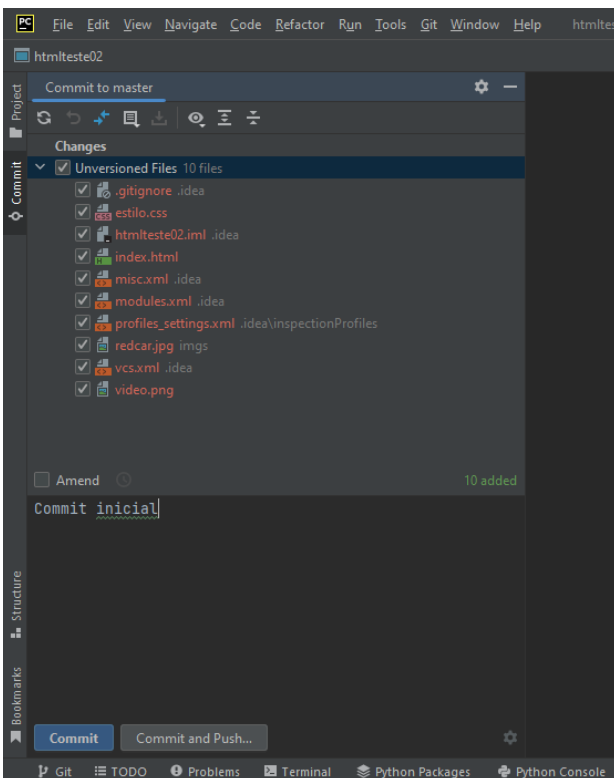 PC File Edit View Navigate Code Refactor Run Tools Git Window Help htmltes
htmlteste02
Project
Commit
Structure
Bookmarks
Commit to master
Changes
Unversioned Files 10 files
.gitignore .idea
CSS estilo.css
htmlteste02.iml .idea
H index.html
<> misc.xml .idea
<> modules.xml .idea
<> profiles_settings.xml .idea\inspectionProfiles
redcar.jpg imgs
<> vcs.xml .idea
video.png
Amend 10 added
Commit inicial
Commit Commit and Push...
Git TODO Problems Terminal Python Packages Python Console